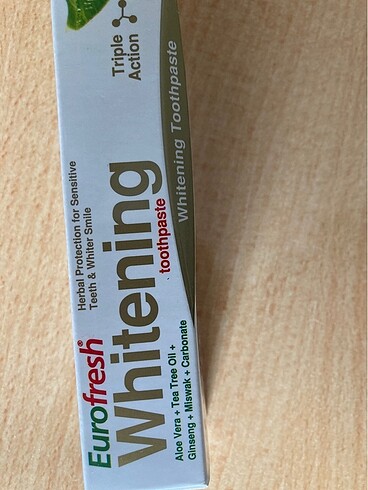 Eurofresh®
Herbal Protection for Sensitive
Teeth & Whiter Smile
Whitening
toothpaste
Triple
Action
Whitening Toothpaste
Aloe Vera + Tea Tree Oil +
Ginseng + Miswak + Carbonate